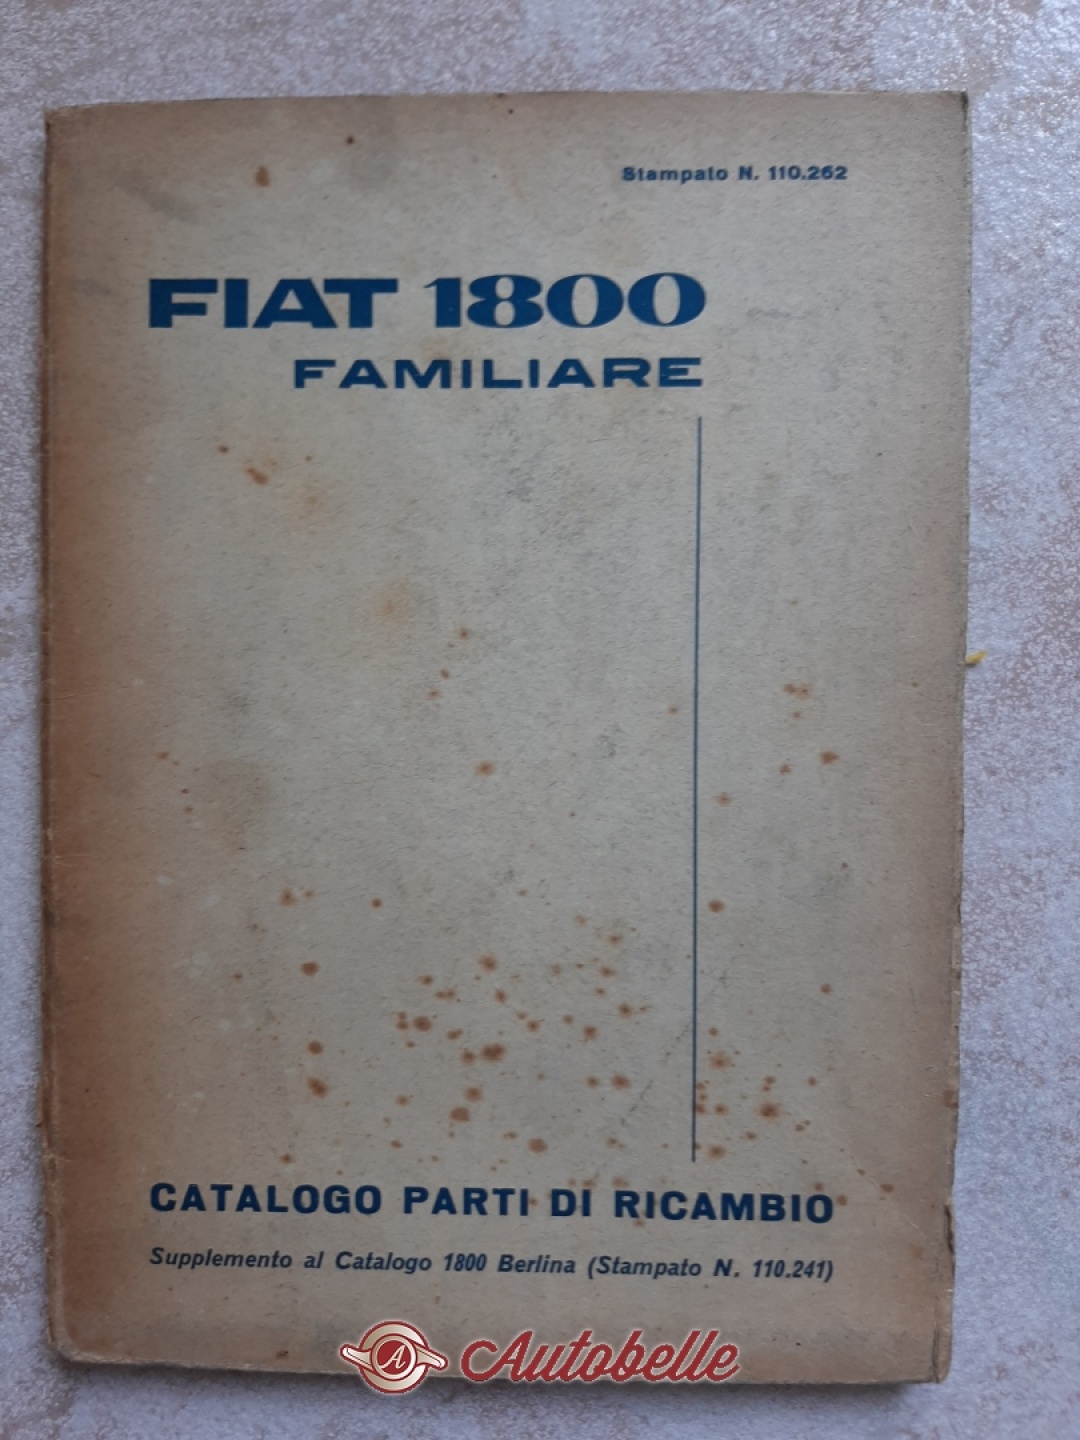 Stampato N. 110.262
FIAT 1800
FAMILIARE
CATALOGO PARTI DI RICAMBIO
Supplemento al Catalogo 1800 Berlina (Stampato N. 110.241)
A Autobelle